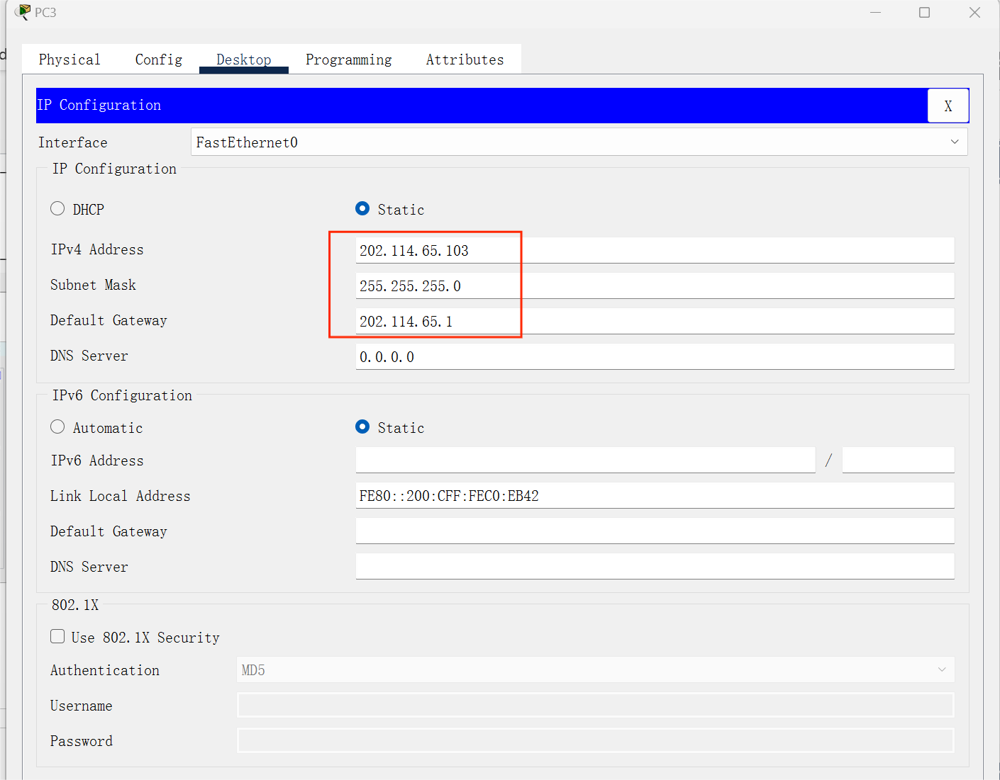 PC3
Physical Config Desktop Programming Attributes
IP Configuration X
Interface FastEthernet0
IP Configuration
DHCP Static
IPv4 Address 202.114.65.103
Subnet Mask 255.255.255.0
Default Gateway 202.114.65.1
DNS Server 0.0.0.0
IPv6 Configuration
Automatic Static
IPv6 Address /
Link Local Address FE80::200:CFF:FEC0:EB42
Default Gateway
DNS Server
802.1X
Use 802.1X Security
Authentication MD5
Username
Password